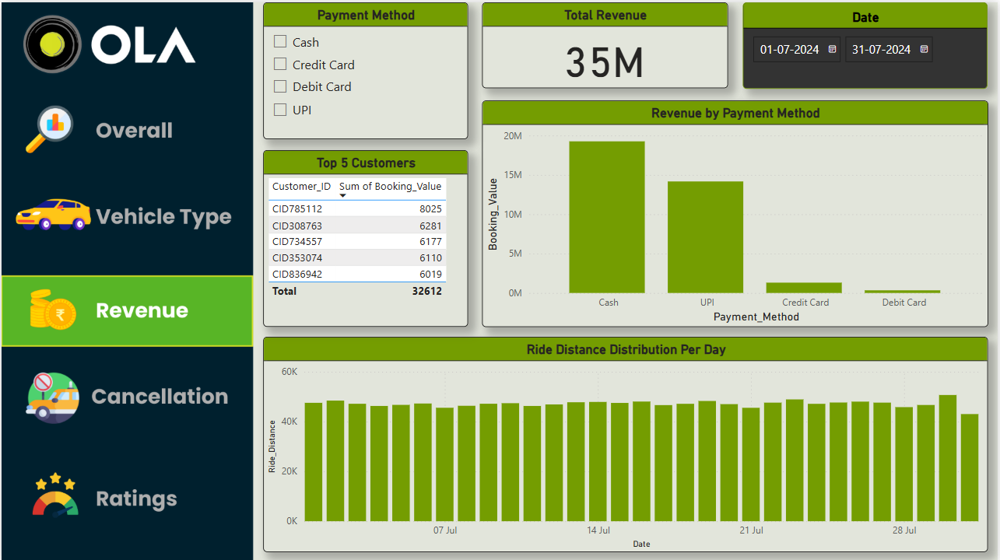 OLA
Overall
Vehicle Type
Revenue
₹
Cancellation
Ratings
Payment Method
Cash
Credit Card
Debit Card
UPI
Total Revenue
35M
Date
01-07-2024 31-07-2024
Top 5 Customers
Customer_ID Sum of Booking_Value
CID785112 8025
CID308763 6281
CID734557 6177
CID353074 6110
CID836942 6019
Total 32612
Revenue by Payment Method
Booking_Value
20M
15M
10M
5M
0M
Cash UPI Credit Card Debit Card
Payment_Method
Ride Distance Distribution Per Day
Ride_Distance
60K
40K
20K
0K
07 Jul 14 Jul 21 Jul 28 Jul
Date